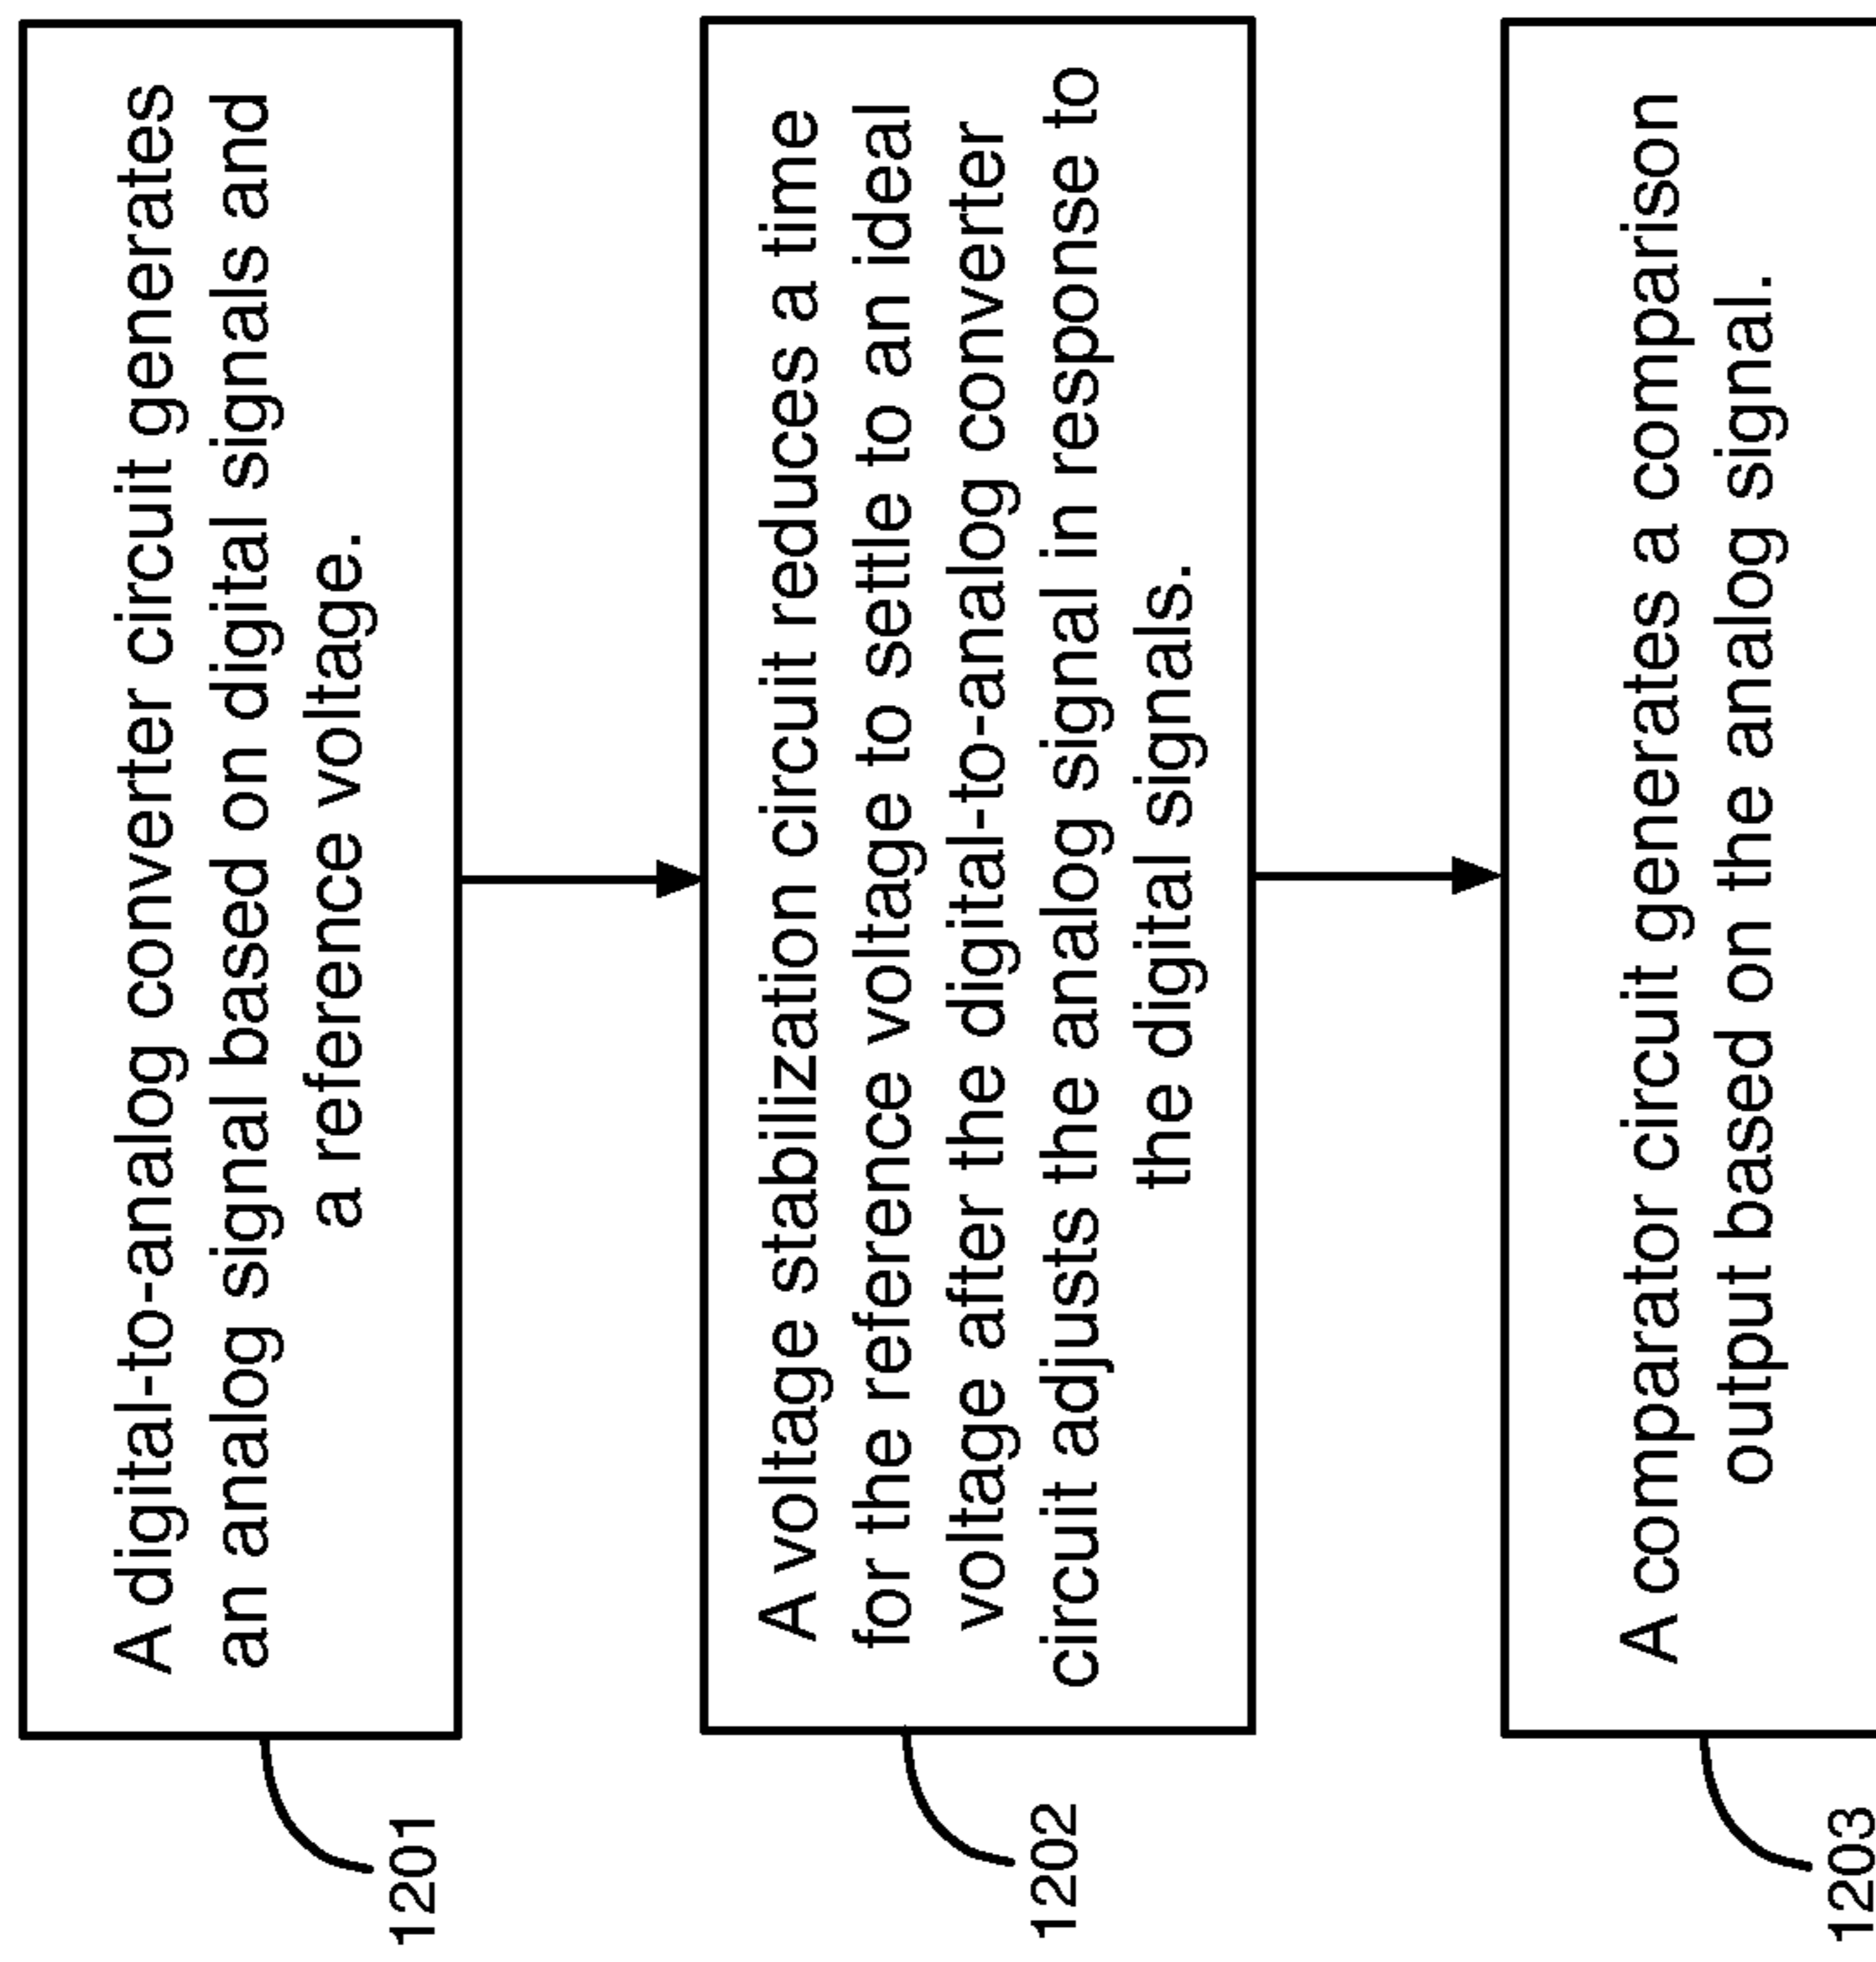 A digital-to-analog converter circuit generates
an analog signal based on digital signals and
a reference voltage.
1201
A voltage stabilization circuit reduces a time
for the reference voltage to settle to an ideal
voltage after the digital-to-analog converter
circuit adjusts the analog signal in response to
the digital signals.
1202
A comparator circuit generates a comparison
output based on the analog signal.
1203